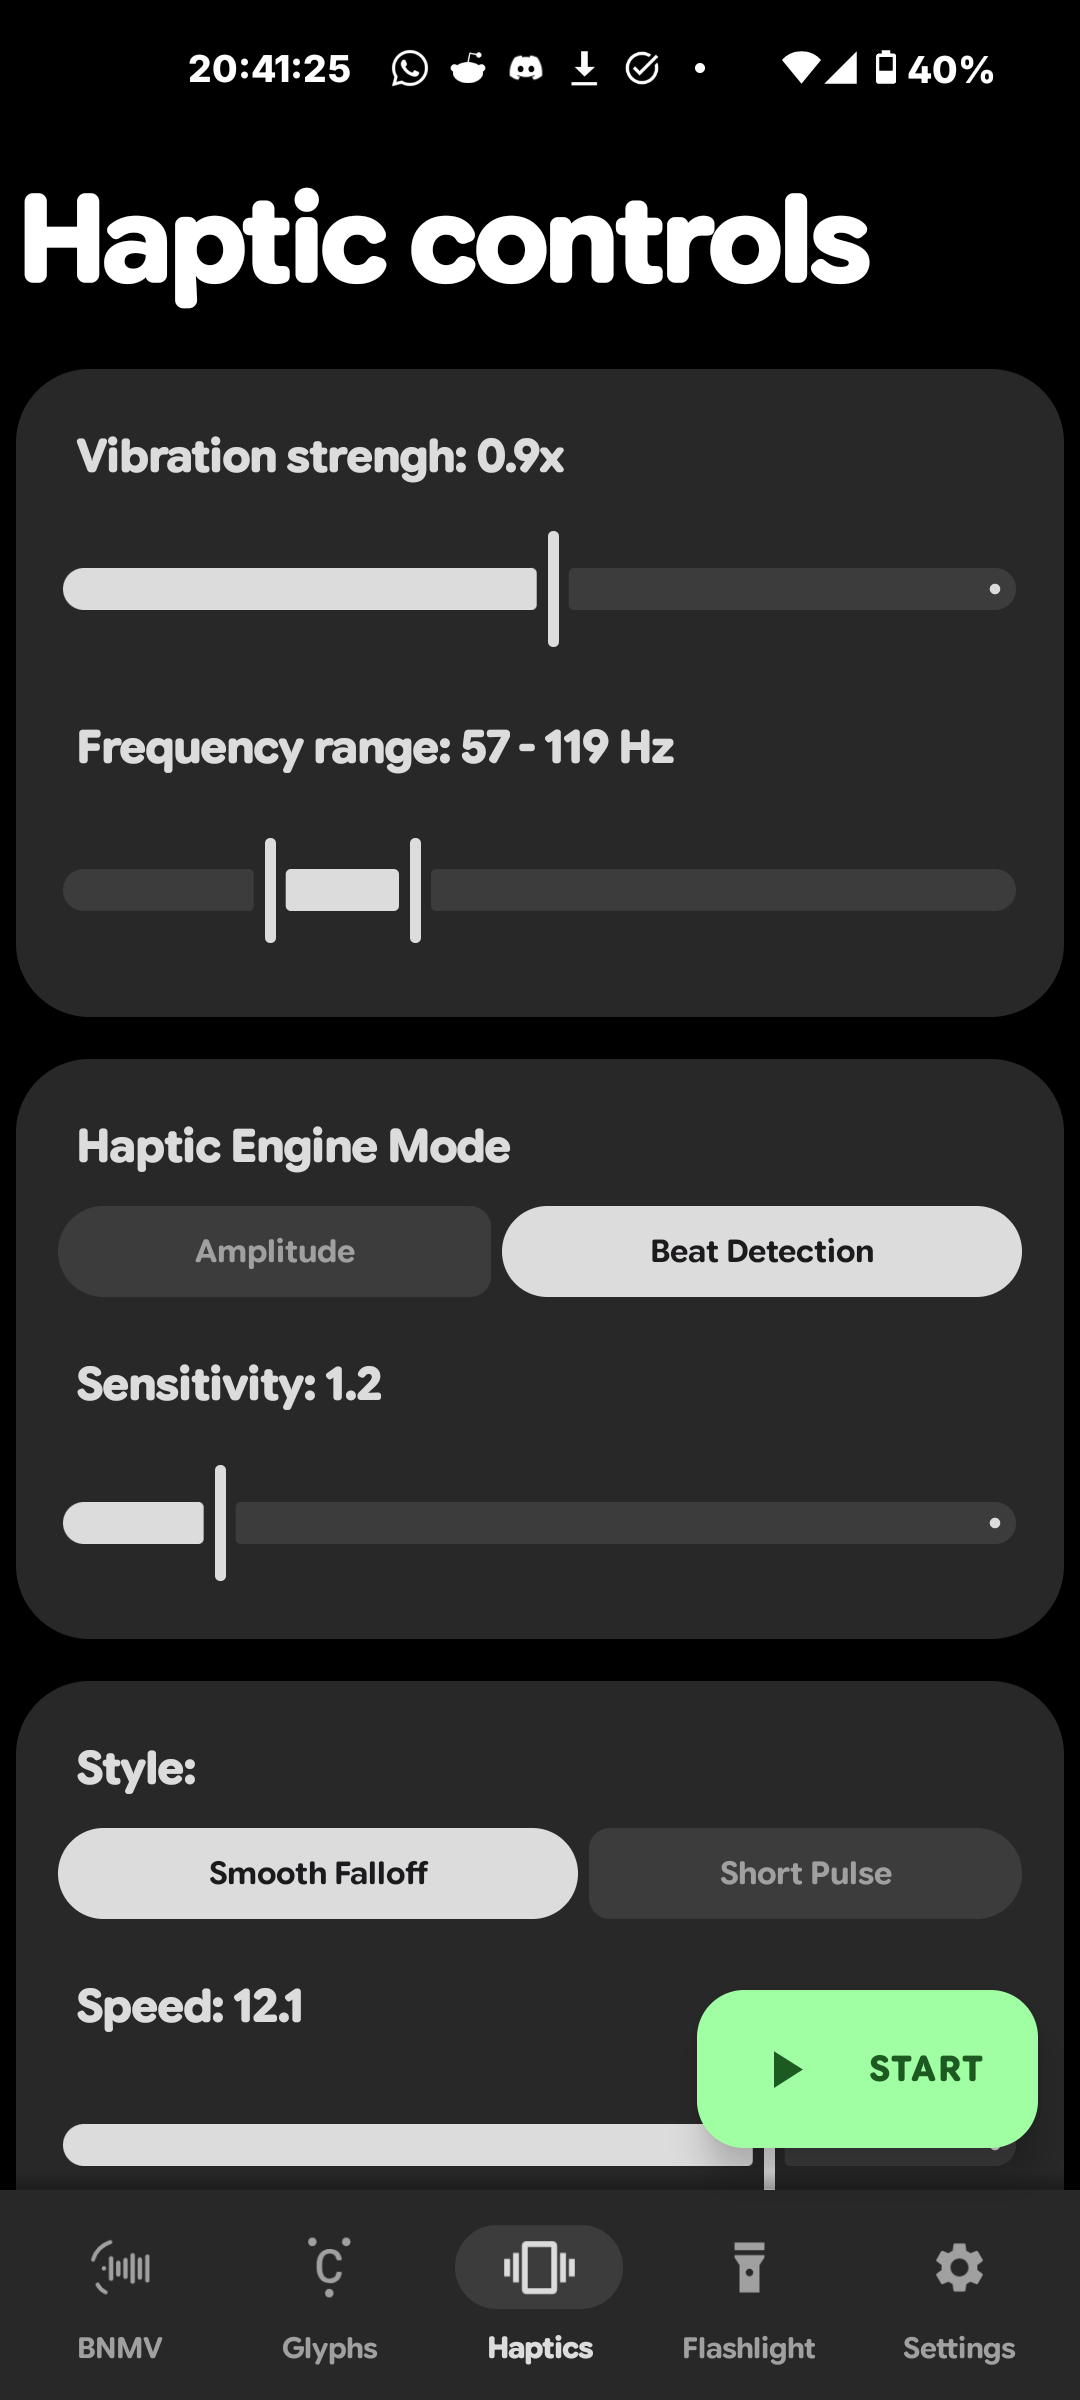 20:41:25 40%
Haptic controls
Vibration strengh: 0.9x
Frequency range: 57 - 119 Hz
Haptic Engine Mode
Amplitude Beat Detection
Sensitivity: 1.2
Style:
Smooth Falloff Short Pulse
Speed: 12.1
START
BNMV Glyphs Haptics Flashlight Settings